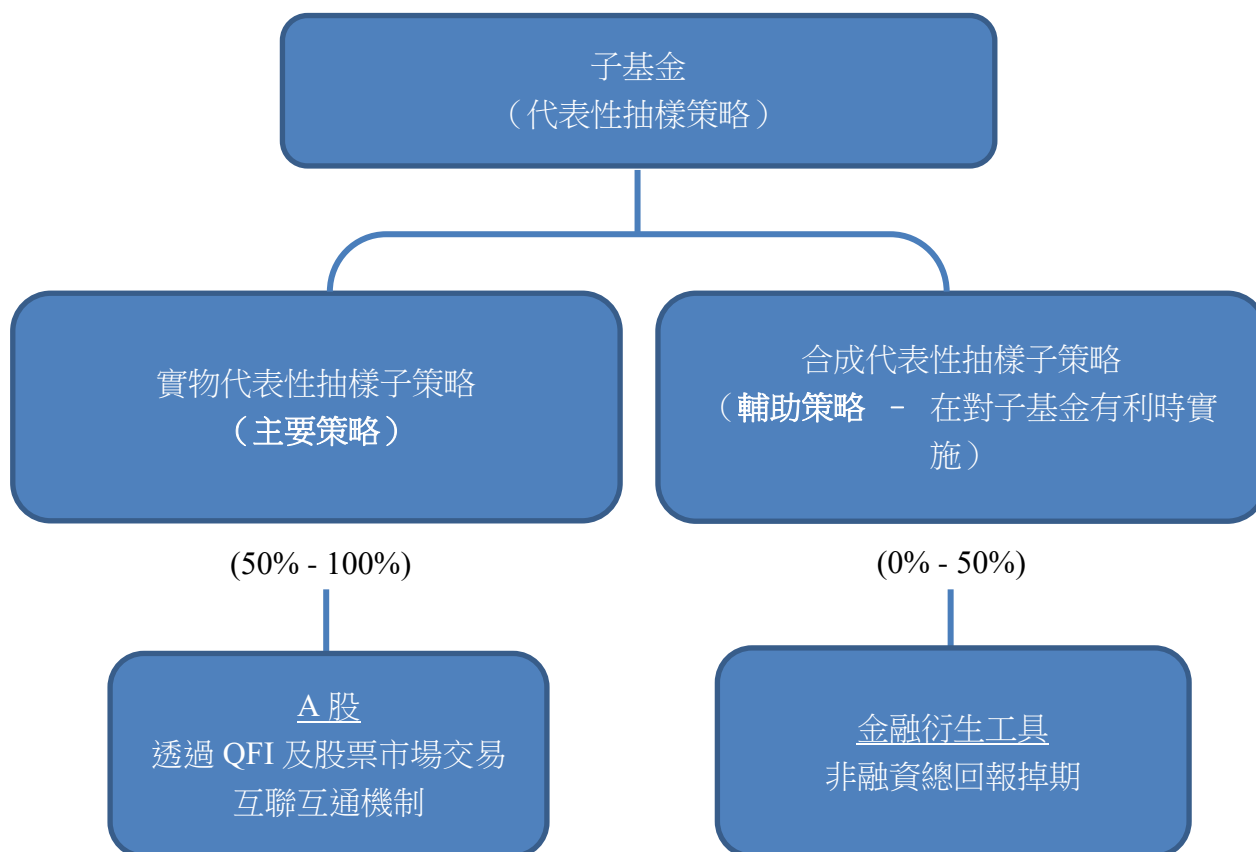 子基金
（代表性抽樣策略）
實物代表性抽樣子策略
（主要策略）
合成代表性抽樣子策略
（輔助策略 – 在對子基金有利時實
施）
(50% - 100%)
(0% - 50%)
A 股
透過 QFI 及股票市場交易
互聯互通機制
金融衍生工具
非融資總回報掉期